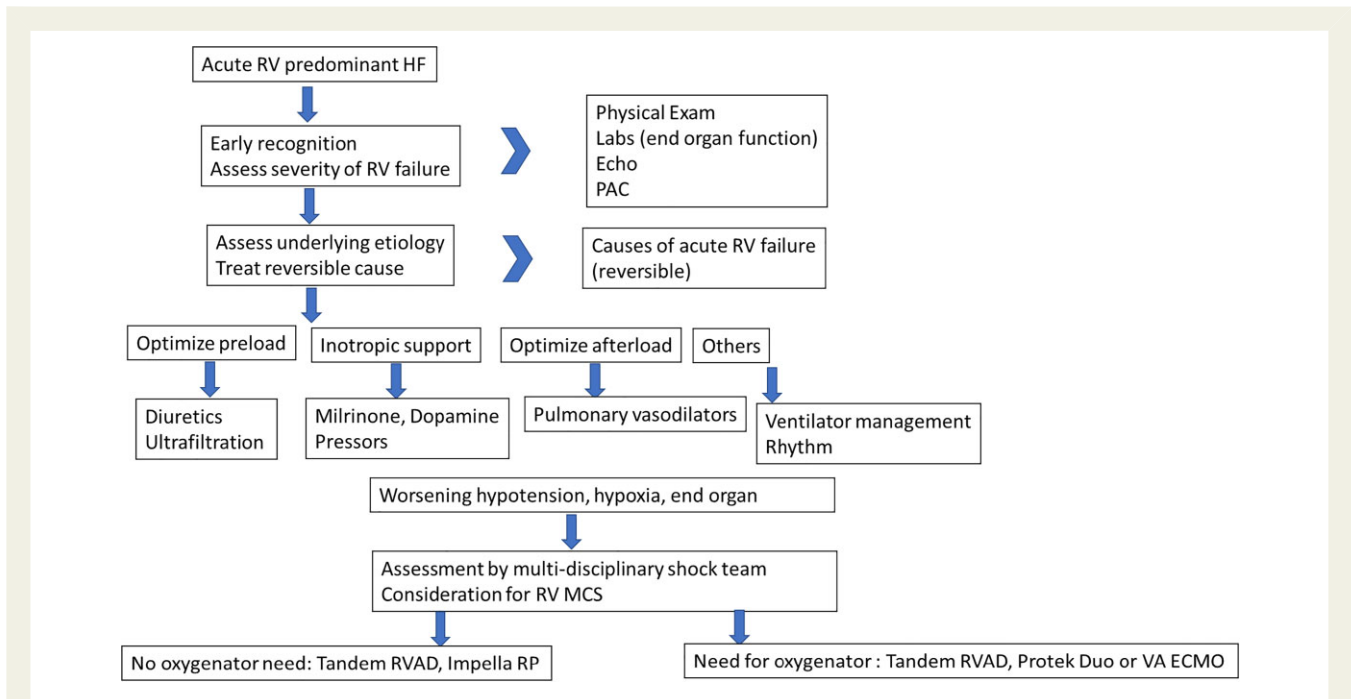 Acute RV predominant HF
Early recognition
Assess severity of RV failure
Physical Exam
Labs (end organ function)
Echo
PAC
Assess underlying etiology
Treat reversible cause
Causes of acute RV failure
(reversible)
Optimize preload
Inotropic support
Optimize afterload
Others
Diuretics
Ultrafiltration
Milrinone, Dopamine
Pressors
Pulmonary vasodilators
Ventilator management
Rhythm
Worsening hypotension, hypoxia, end organ
Assessment by multi-disciplinary shock team
Consideration for RV MCS
No oxygenator need: Tandem RVAD, Impella RP
Need for oxygenator : Tandem RVAD, Protek Duo or VA ECMO